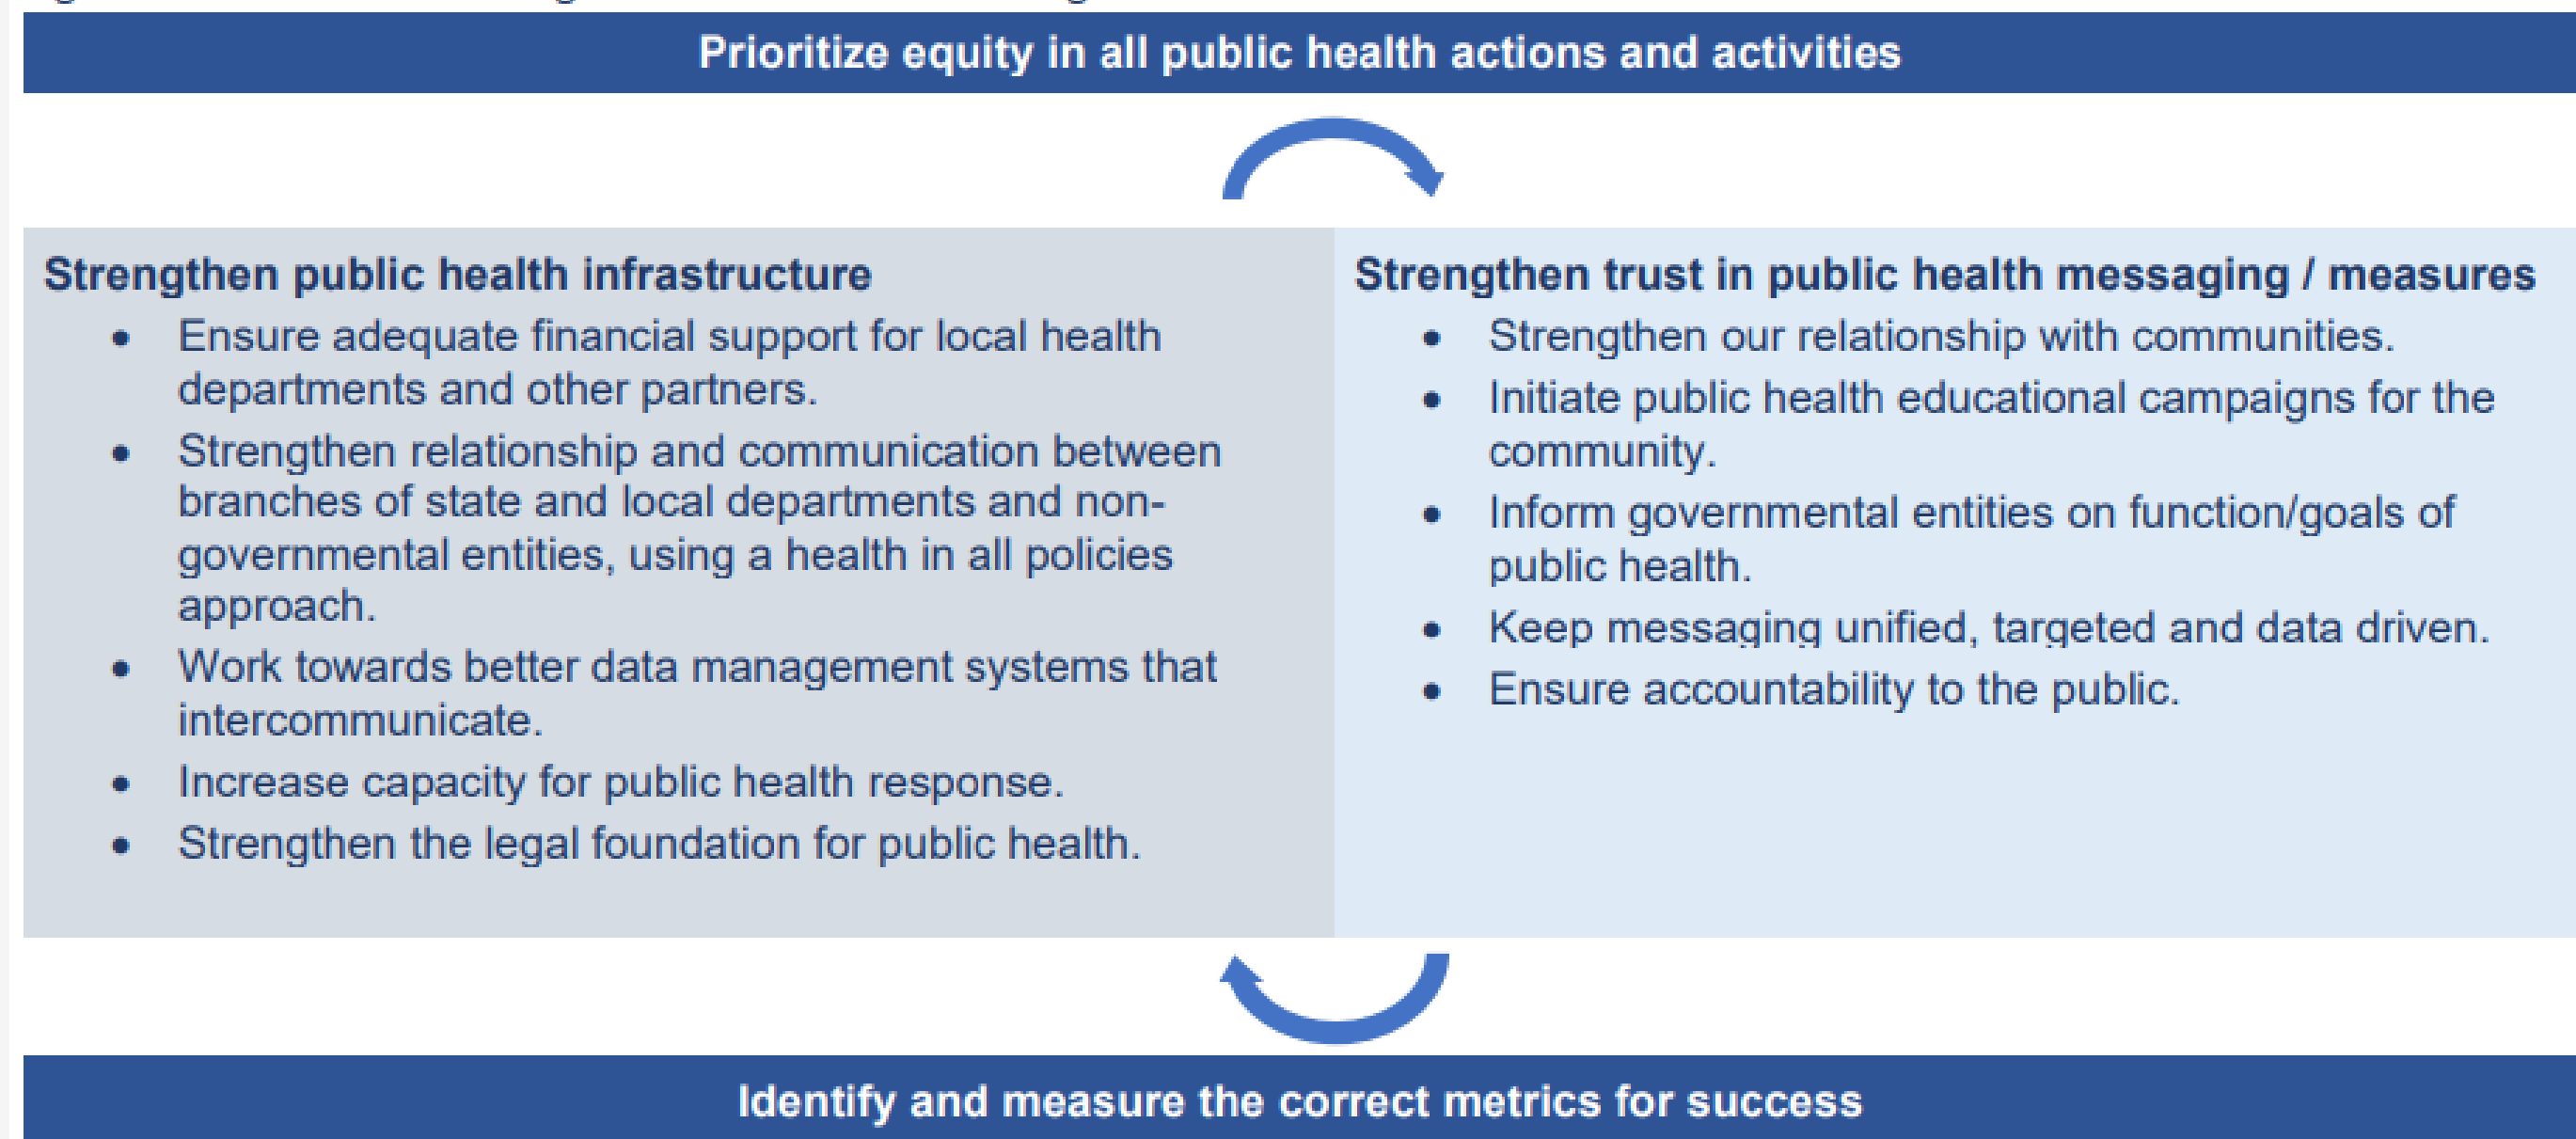 Prioritize equity in all public health actions and activities
Strengthen public health infrastructure
• Ensure adequate financial support for local health
departments and other partners.
• Strengthen relationship and communication between
branches of state and local departments and non-
governmental entities, using a health in all policies
approach.
• Work towards better data management systems that
intercommunicate.
• Increase capacity for public health response.
• Strengthen the legal foundation for public health.
Strengthen trust in public health messaging / measures
• Strengthen our relationship with communities.
• Initiate public health educational campaigns for the
community.
• Inform governmental entities on function/goals of
public health.
• Keep messaging unified, targeted and data driven.
• Ensure accountability to the public.
Identify and measure the correct metrics for success